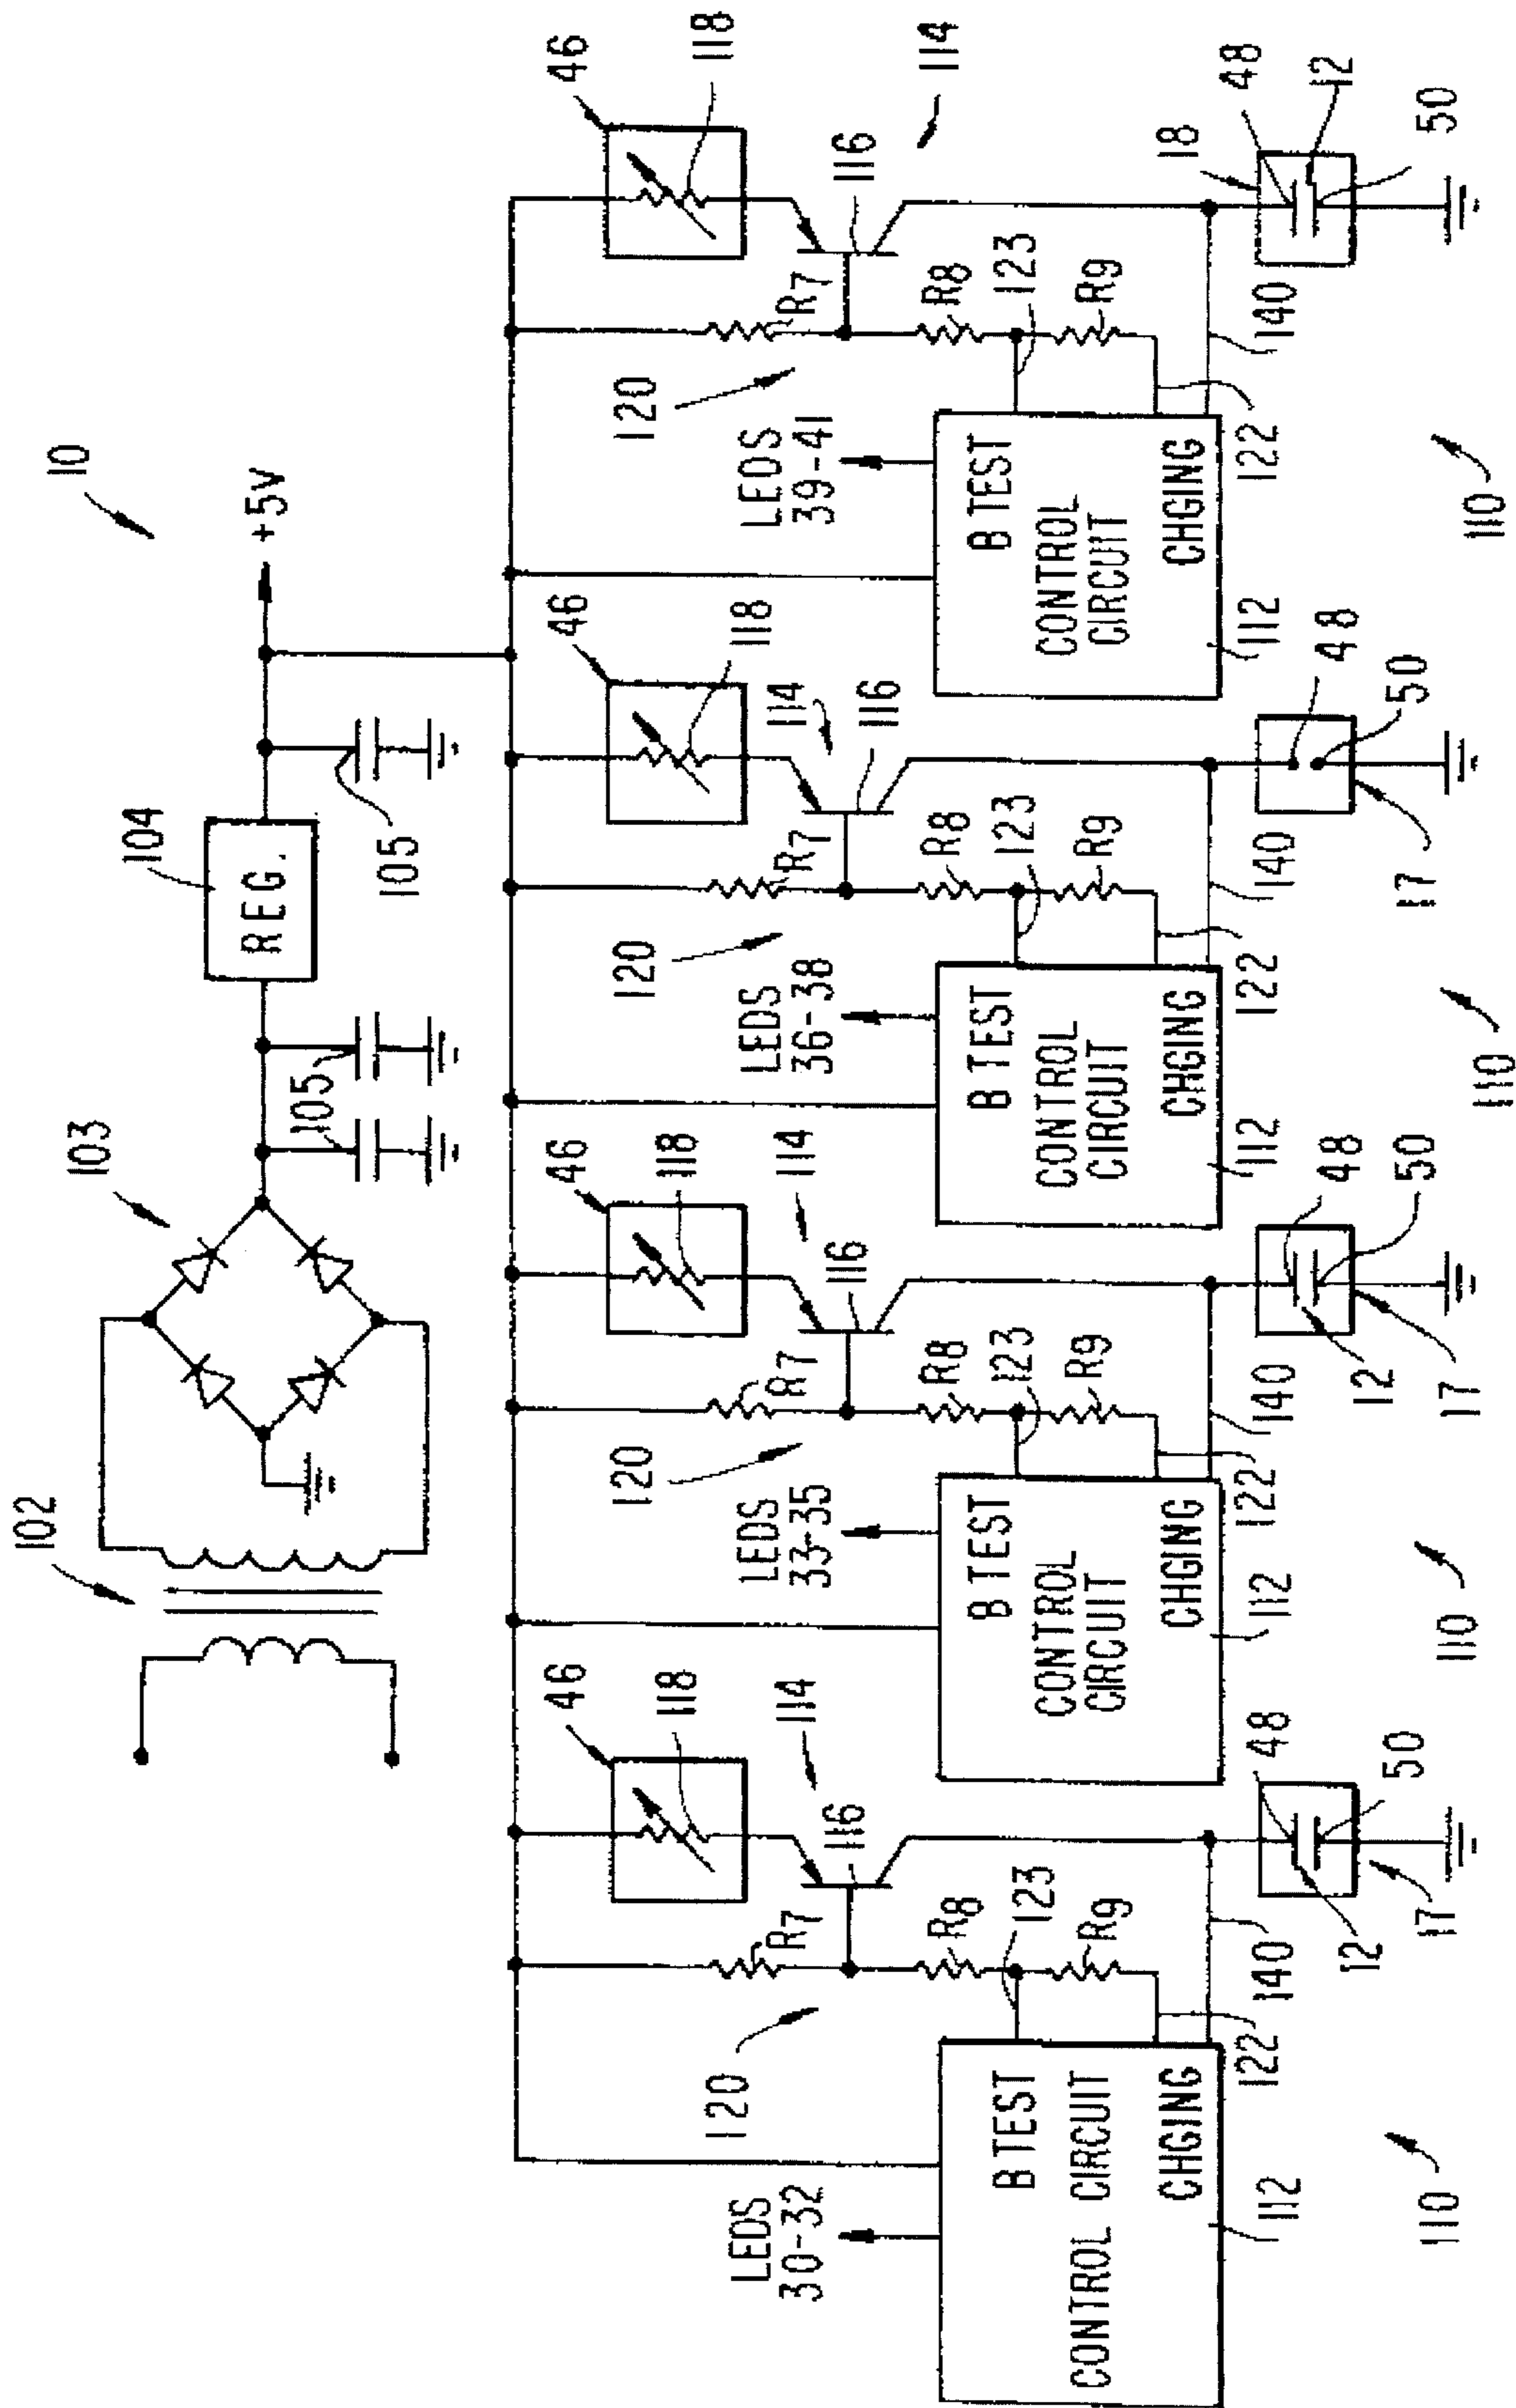 10
102
103
104
REG.
+5V
105
105
105
46
118
114
116
120
R7
R8
123
R9
LEDS
30-32
B TEST
CONTROL CIRCUIT
CHGING
112
122
140
48
12
50
17
110
46
118
114
116
120
R7
R8
123
R9
LEDS
33-35
B TEST
CONTROL
CIRCUIT
CHGING
112
122
140
48
12
50
17
110
46
118
114
116
120
R7
R8
123
R9
LEDS
36-38
B TEST
CONTROL
CIRCUIT
CHGING
112
122
140
48
50
17
110
46
118
114
116
120
R7
R8
123
R9
LEDS
39-41
B TEST
CONTROL
CIRCUIT
CHGING
112
122
140
18
48
12
50
110